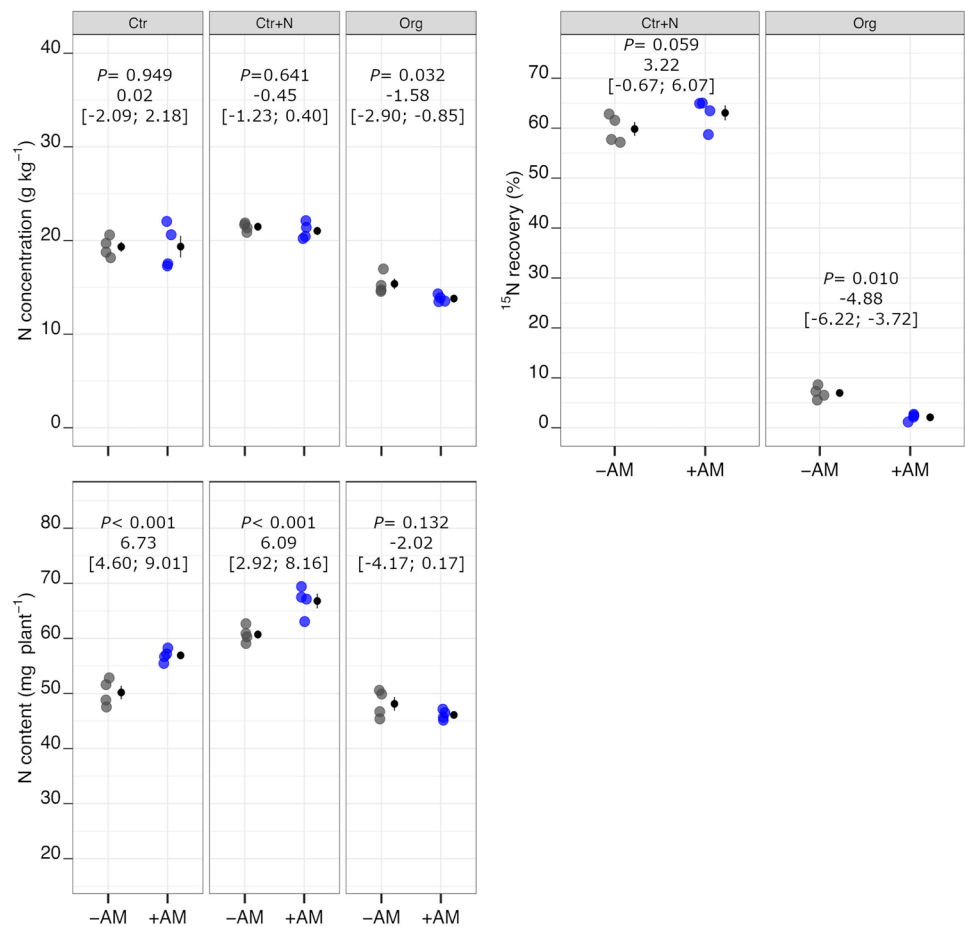 Ctr
Ctr+N
Org
40
30
20
10
0
N concentration (g kg⁻¹)
P= 0.949
0.02
[-2.09; 2.18]
P=0.641
-0.45
[-1.23; 0.40]
P= 0.032
-1.58
[-2.90; -0.85]
Ctr+N
Org
70
60
50
40
30
20
10
0
¹⁵N recovery (%)
P= 0.059
3.22
[-0.67; 6.07]
P= 0.010
-4.88
[-6.22; -3.72]
−AM
+AM
−AM
+AM
80
70
60
50
40
30
20
N content (mg plant⁻¹)
P< 0.001
6.73
[4.60; 9.01]
P< 0.001
6.09
[2.92; 8.16]
P= 0.132
-2.02
[-4.17; 0.17]
−AM
+AM
−AM
+AM
−AM
+AM